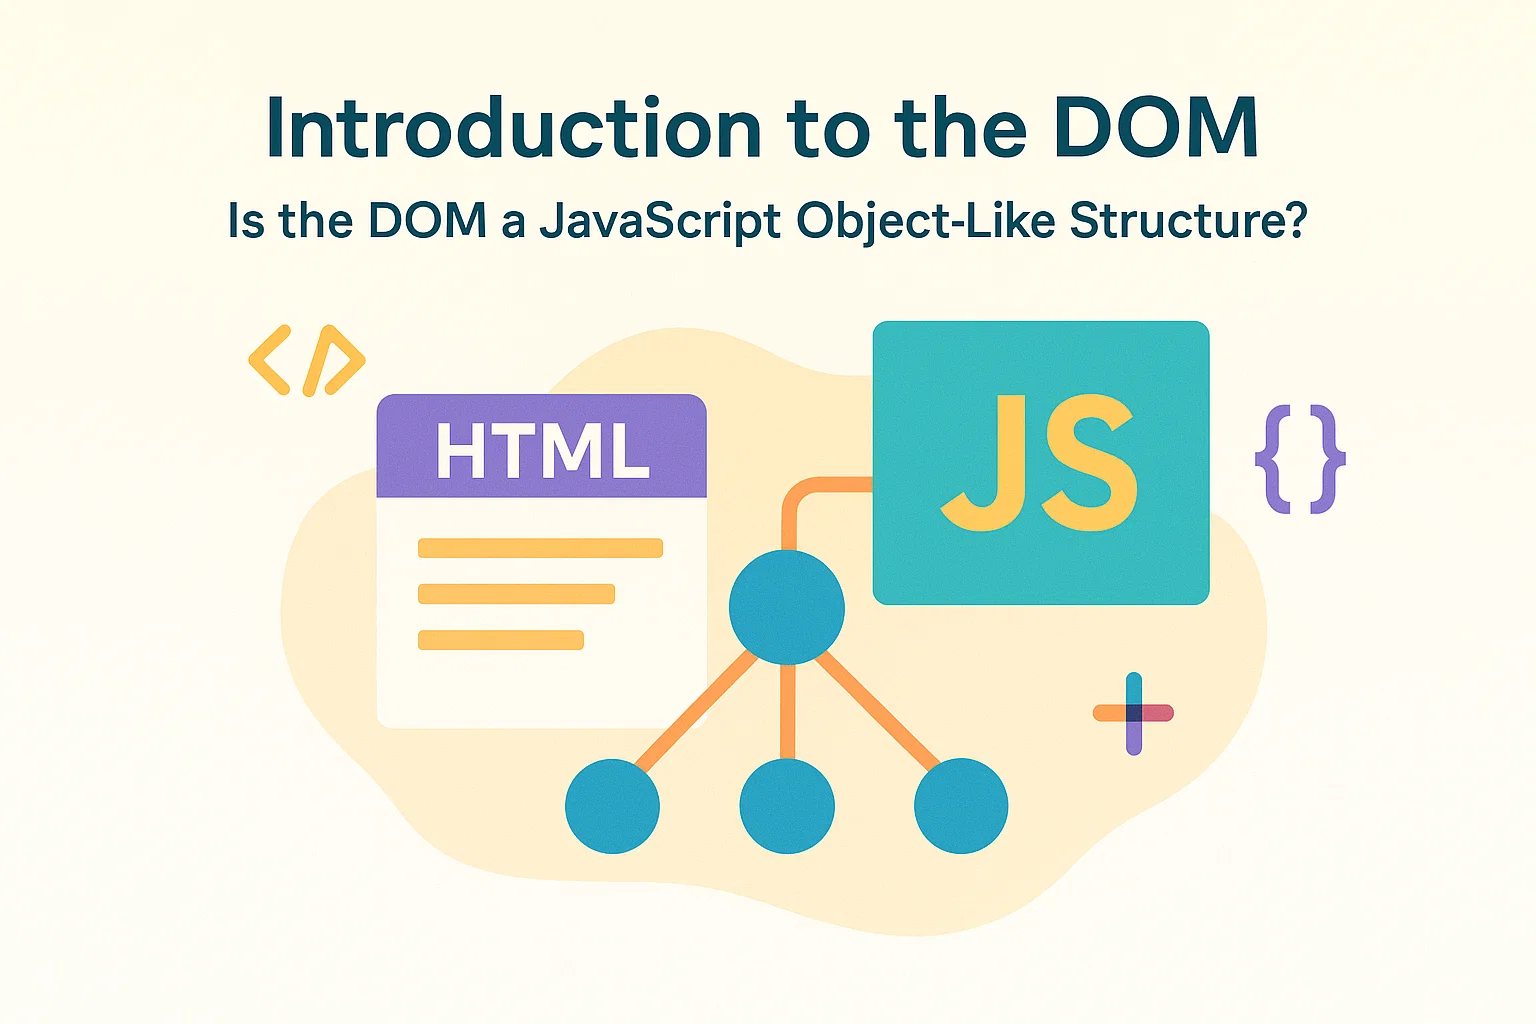 Introduction to the DOM
Is the DOM a JavaScript Object-Like Structure?
</>
HTML
JS
{}